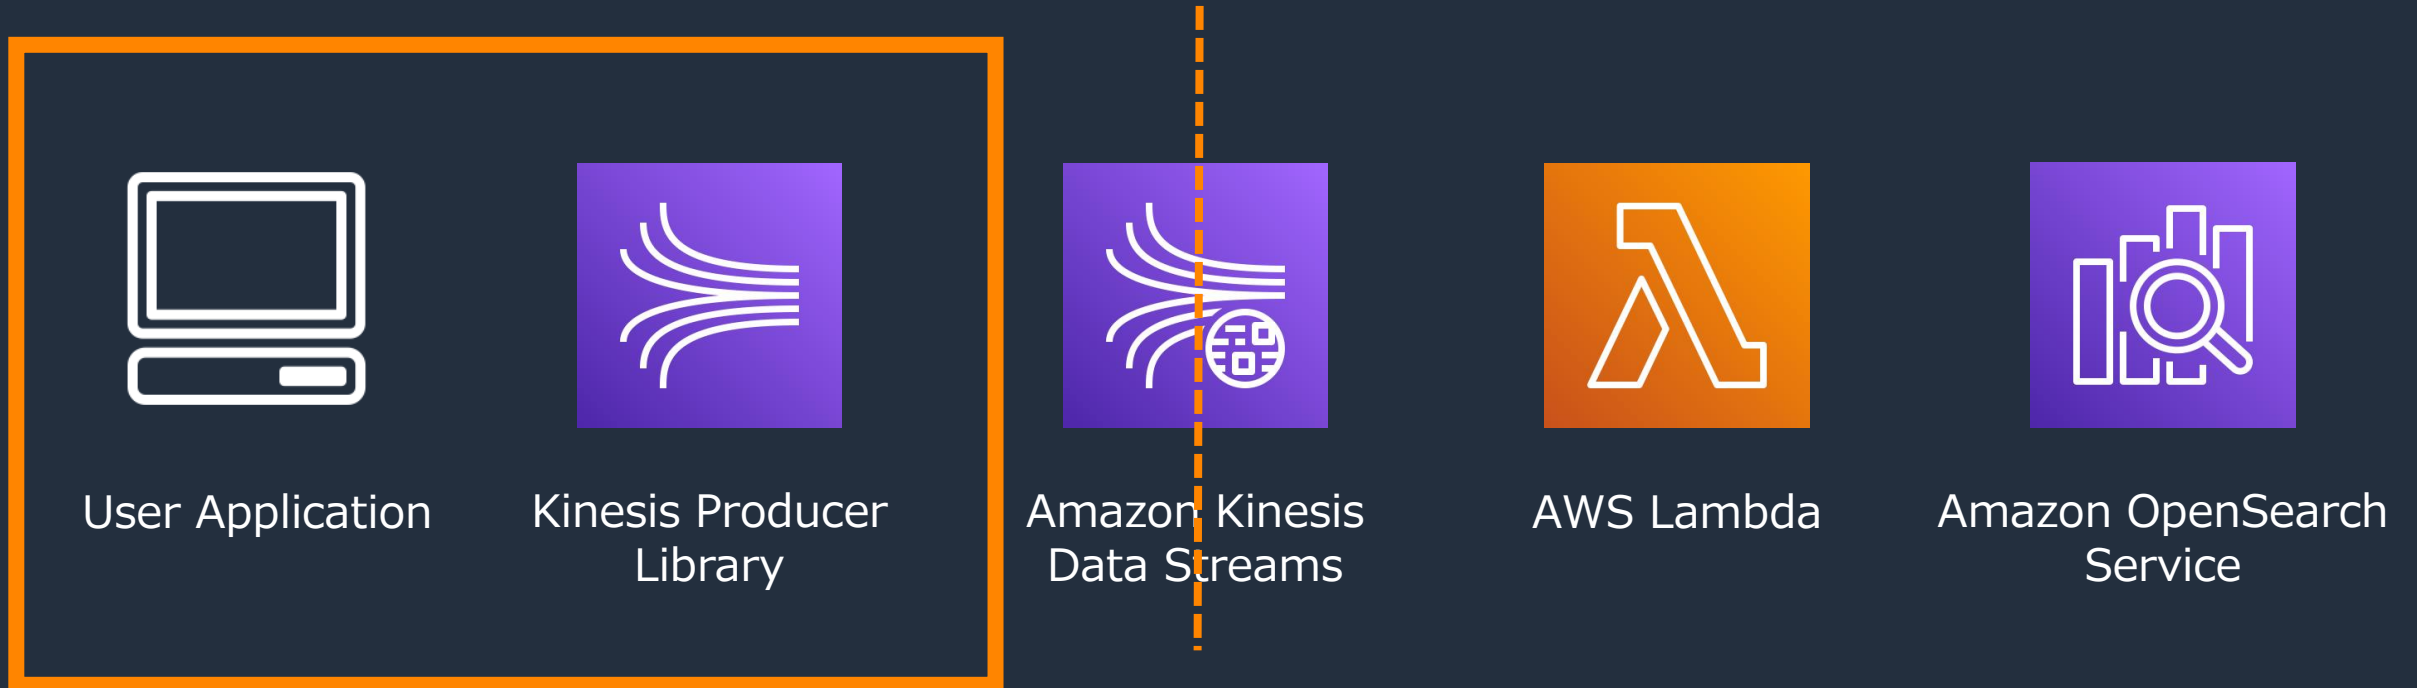 User Application
Kinesis Producer
Library
Amazon Kinesis
Data Streams
AWS Lambda
Amazon OpenSearch
Service